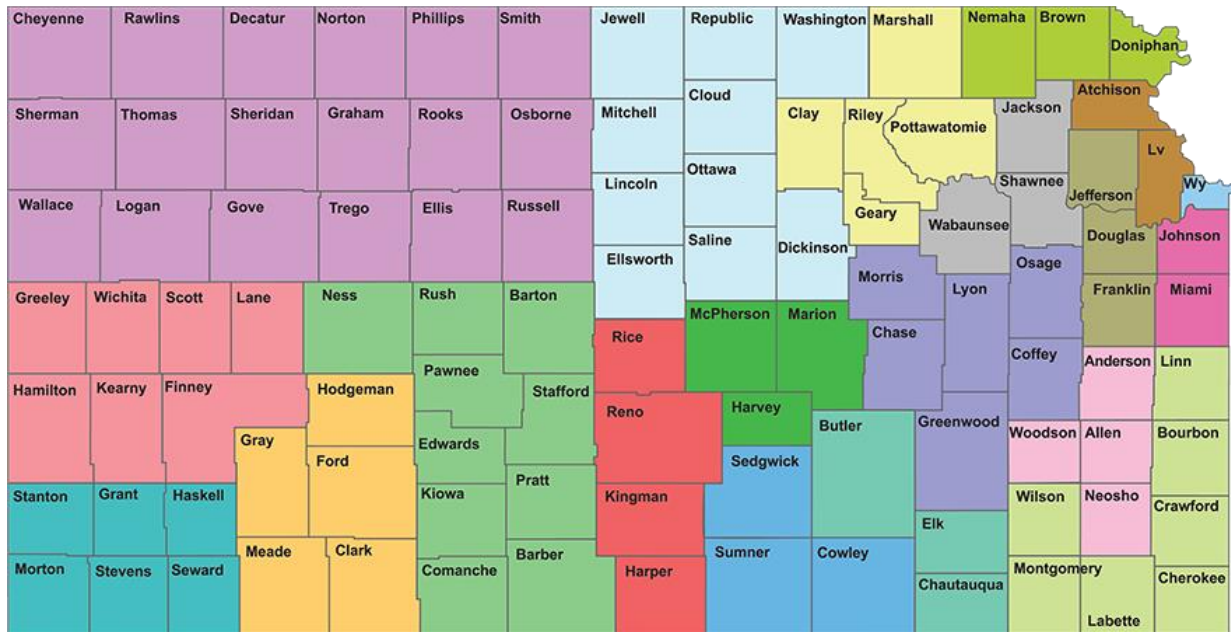 Cheyenne
Rawlins
Decatur
Norton
Phillips
Smith
Jewell
Republic
Washington
Marshall
Nemaha
Brown
Doniphan
Sherman
Thomas
Sheridan
Graham
Rooks
Osborne
Mitchell
Cloud
Clay
Riley
Pottawatomie
Jackson
Atchison
Lv
Wallace
Logan
Gove
Trego
Ellis
Russell
Lincoln
Ottawa
Geary
Wabaunsee
Shawnee
Jefferson
Wy
Ellsworth
Saline
Dickinson
Morris
Lyon
Osage
Douglas
Johnson
Greeley
Wichita
Scott
Lane
Ness
Rush
Barton
Rice
McPherson
Marion
Chase
Coffey
Franklin
Miami
Hamilton
Kearny
Finney
Hodgeman
Pawnee
Stafford
Reno
Harvey
Butler
Greenwood
Woodson
Anderson
Allen
Linn
Bourbon
Gray
Ford
Edwards
Kiowa
Pratt
Kingman
Sedgwick
Elk
Wilson
Neosho
Crawford
Stanton
Grant
Haskell
Meade
Clark
Comanche
Barber
Harper
Sumner
Cowley
Chautauqua
Montgomery
Labette
Cherokee
Morton
Stevens
Seward